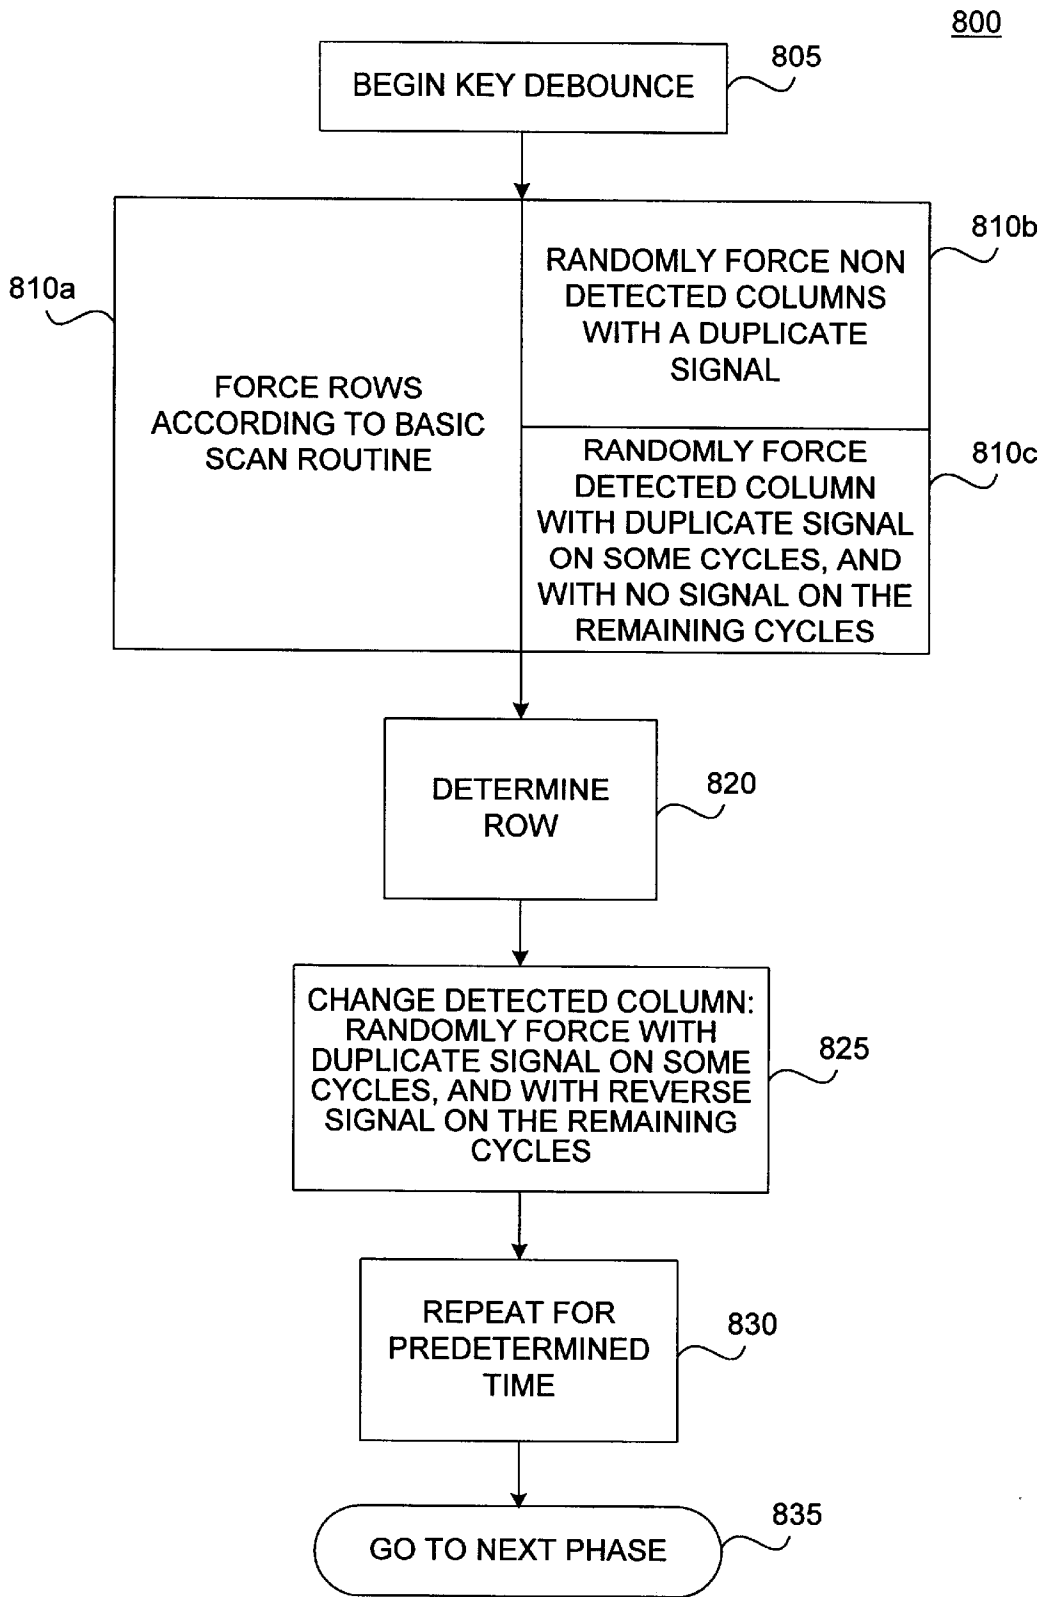 800
BEGIN KEY DEBOUNCE
805
810a
FORCE ROWS
ACCORDING TO BASIC
SCAN ROUTINE
RANDOMLY FORCE NON
DETECTED COLUMNS
WITH A DUPLICATE
SIGNAL
810b
RANDOMLY FORCE
DETECTED COLUMN
WITH DUPLICATE SIGNAL
ON SOME CYCLES, AND
WITH NO SIGNAL ON THE
REMAINING CYCLES
810c
DETERMINE
ROW
820
CHANGE DETECTED COLUMN:
RANDOMLY FORCE WITH
DUPLICATE SIGNAL ON SOME
CYCLES, AND WITH REVERSE
SIGNAL ON THE REMAINING
CYCLES
825
REPEAT FOR
PREDETERMINED
TIME
830
GO TO NEXT PHASE
835